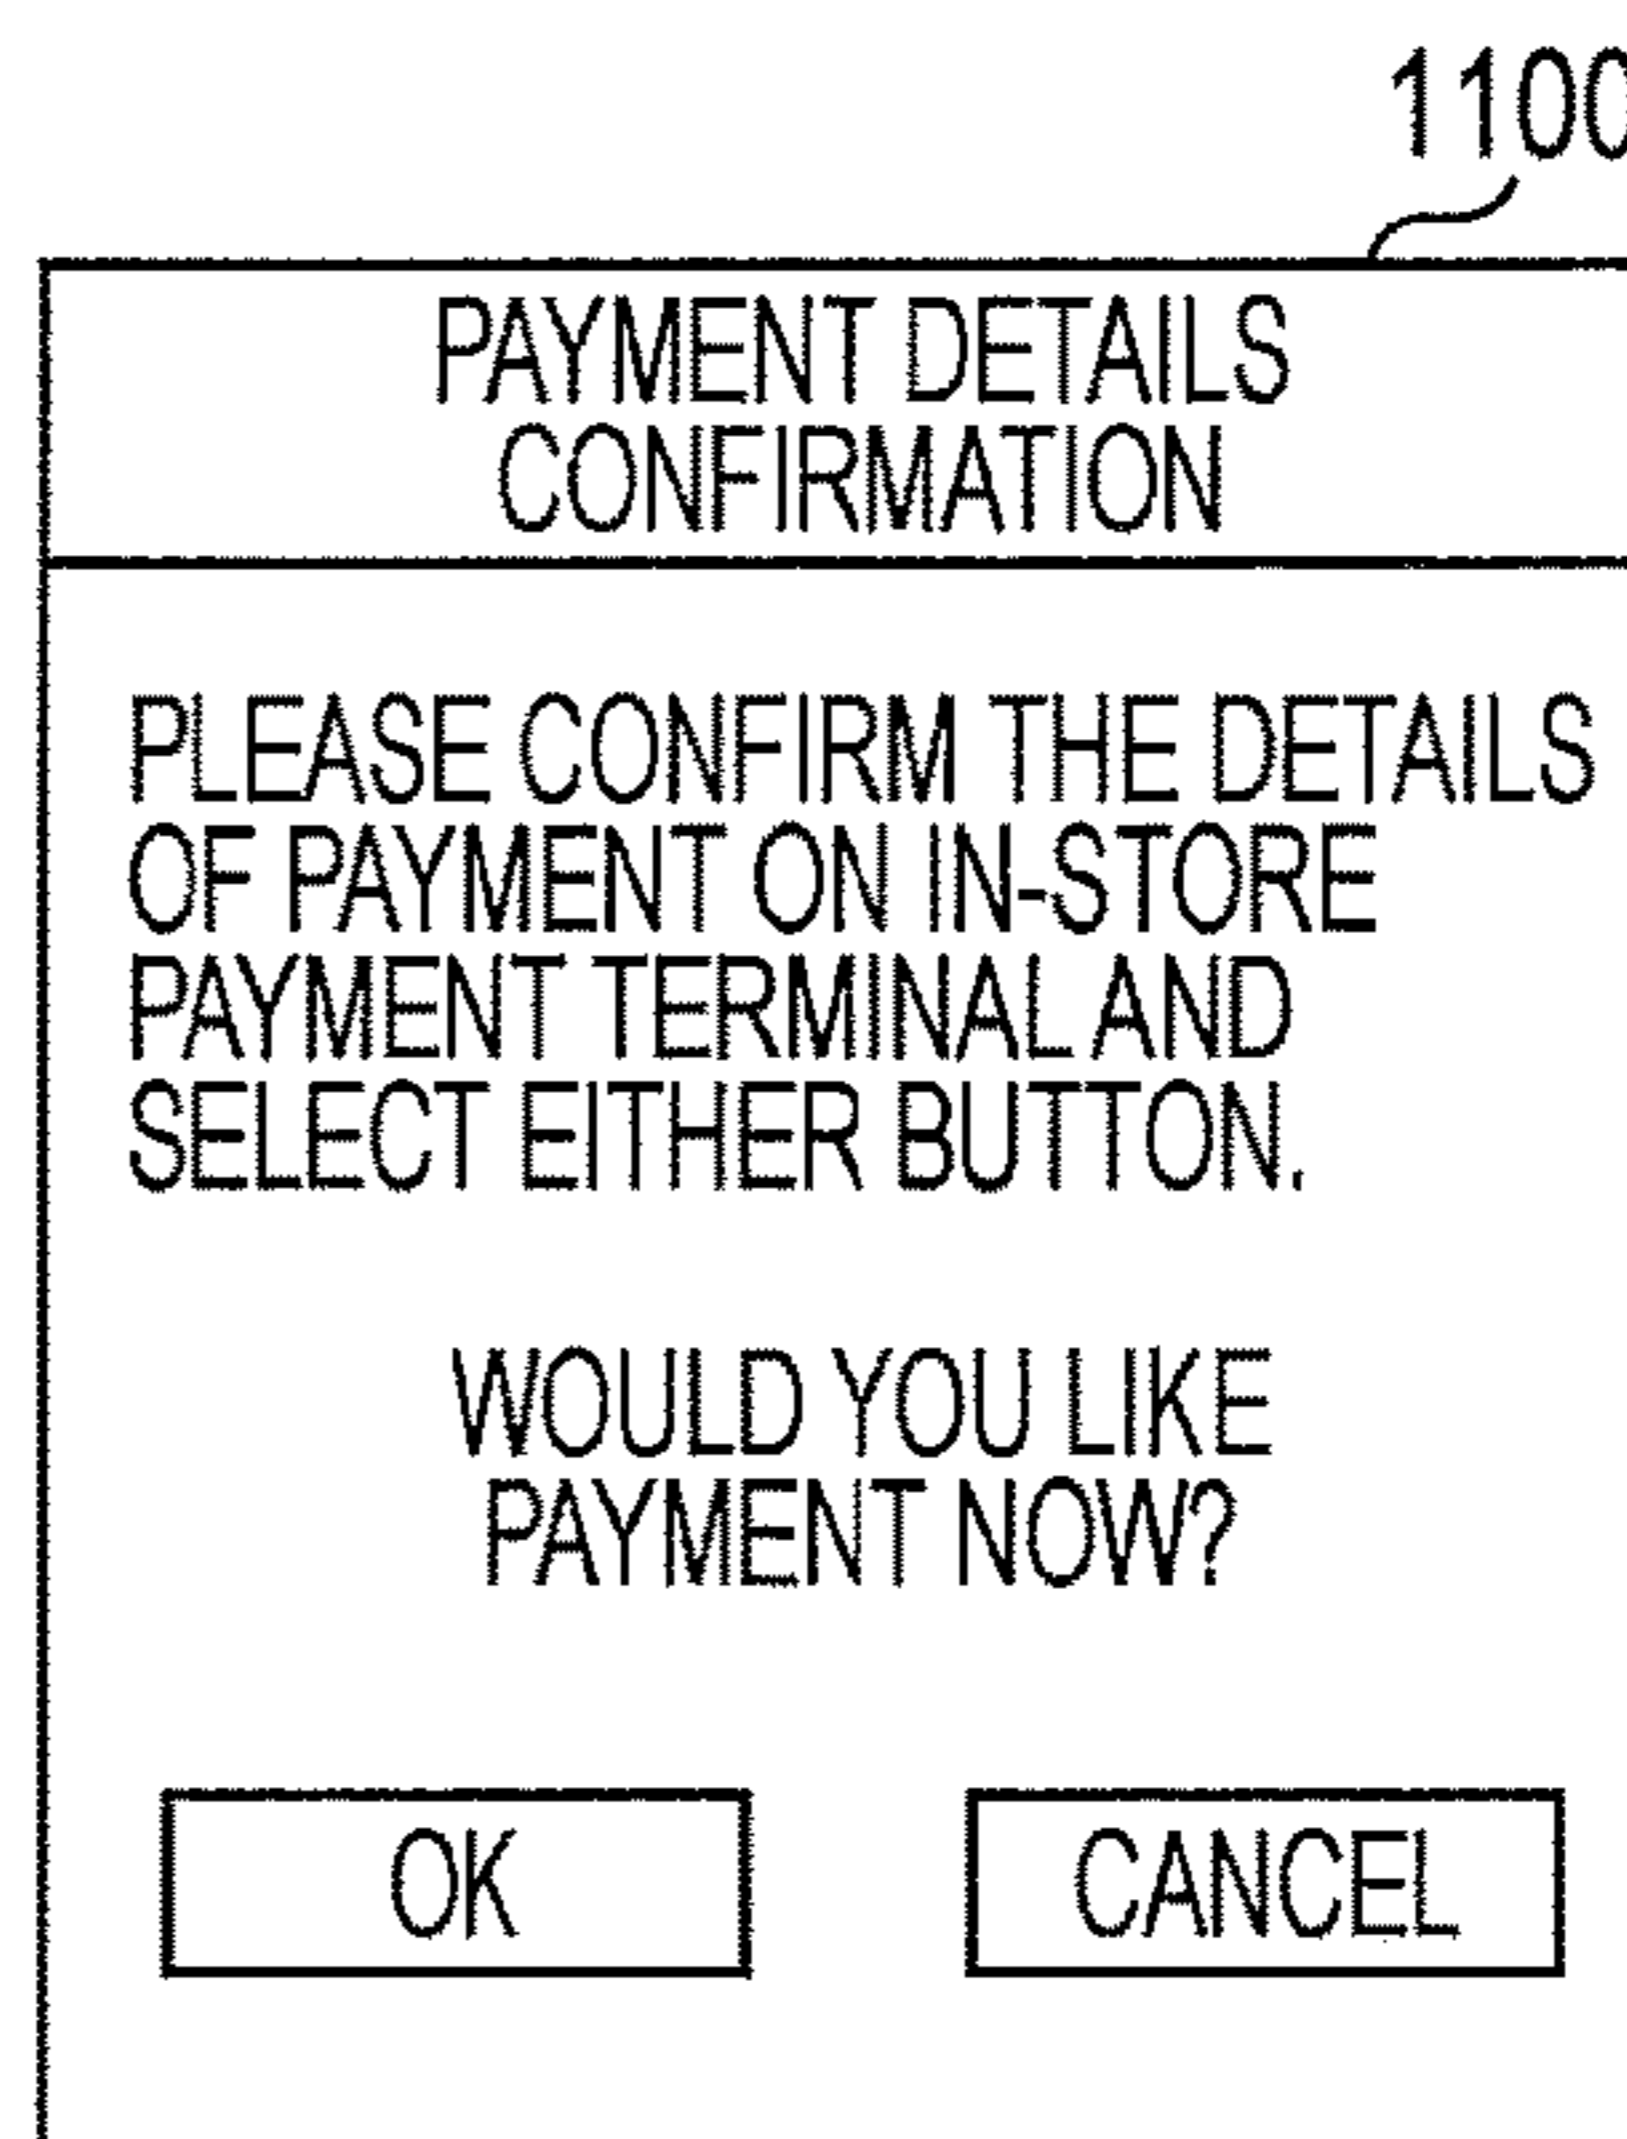 1100
PAYMENT DETAILS
CONFIRMATION
PLEASE CONFIRM THE DETAILS
OF PAYMENT ON IN-STORE
PAYMENT TERMINAL AND
SELECT EITHER BUTTON.
WOULD YOU LIKE
PAYMENT NOW?
OK
CANCEL